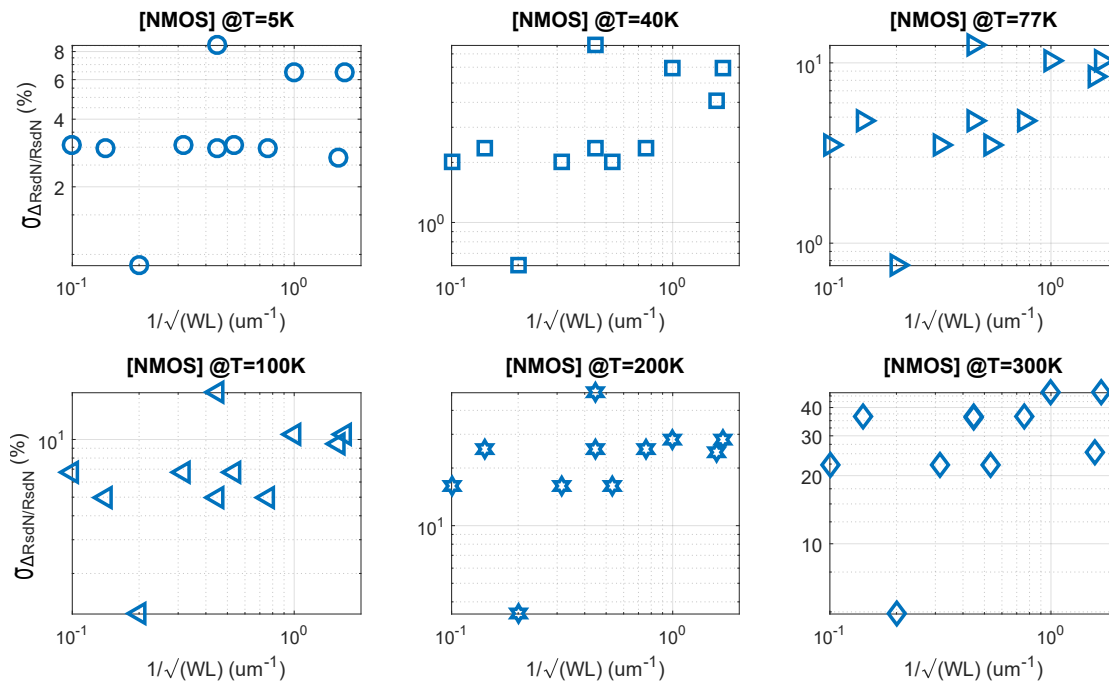 [NMOS] @T=5K
[NMOS] @T=40K
[NMOS] @T=77K
σΔRsdN/RsdN (%)
8
6
4
2
10⁰
10¹
10⁰
10⁻¹ 10⁰
10⁻¹ 10⁰
10⁻¹ 10⁰
1/√(WL) (um⁻¹)
1/√(WL) (um⁻¹)
1/√(WL) (um⁻¹)
[NMOS] @T=100K
[NMOS] @T=200K
[NMOS] @T=300K
σΔRsdN/RsdN (%)
10¹
10¹
40
30
20
10
10⁻¹ 10⁰
10⁻¹ 10⁰
10⁻¹ 10⁰
1/√(WL) (um⁻¹)
1/√(WL) (um⁻¹)
1/√(WL) (um⁻¹)